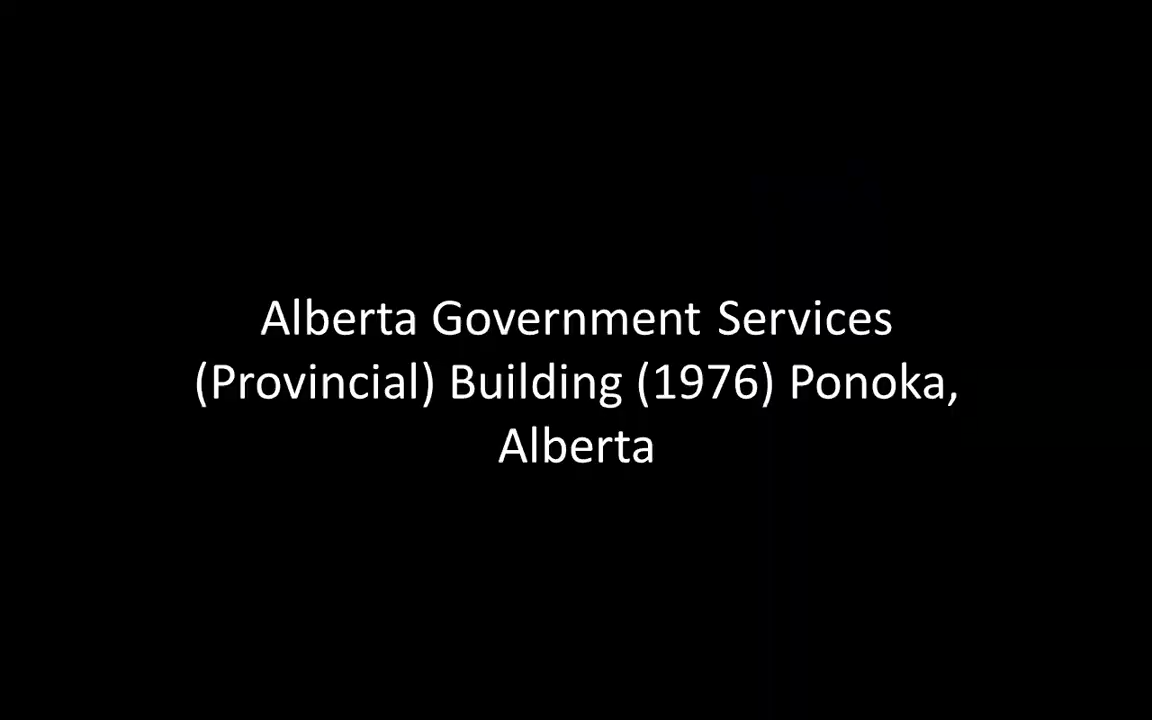 Alberta Government Services
(Provincial) Building (1976) Ponoka,
Alberta